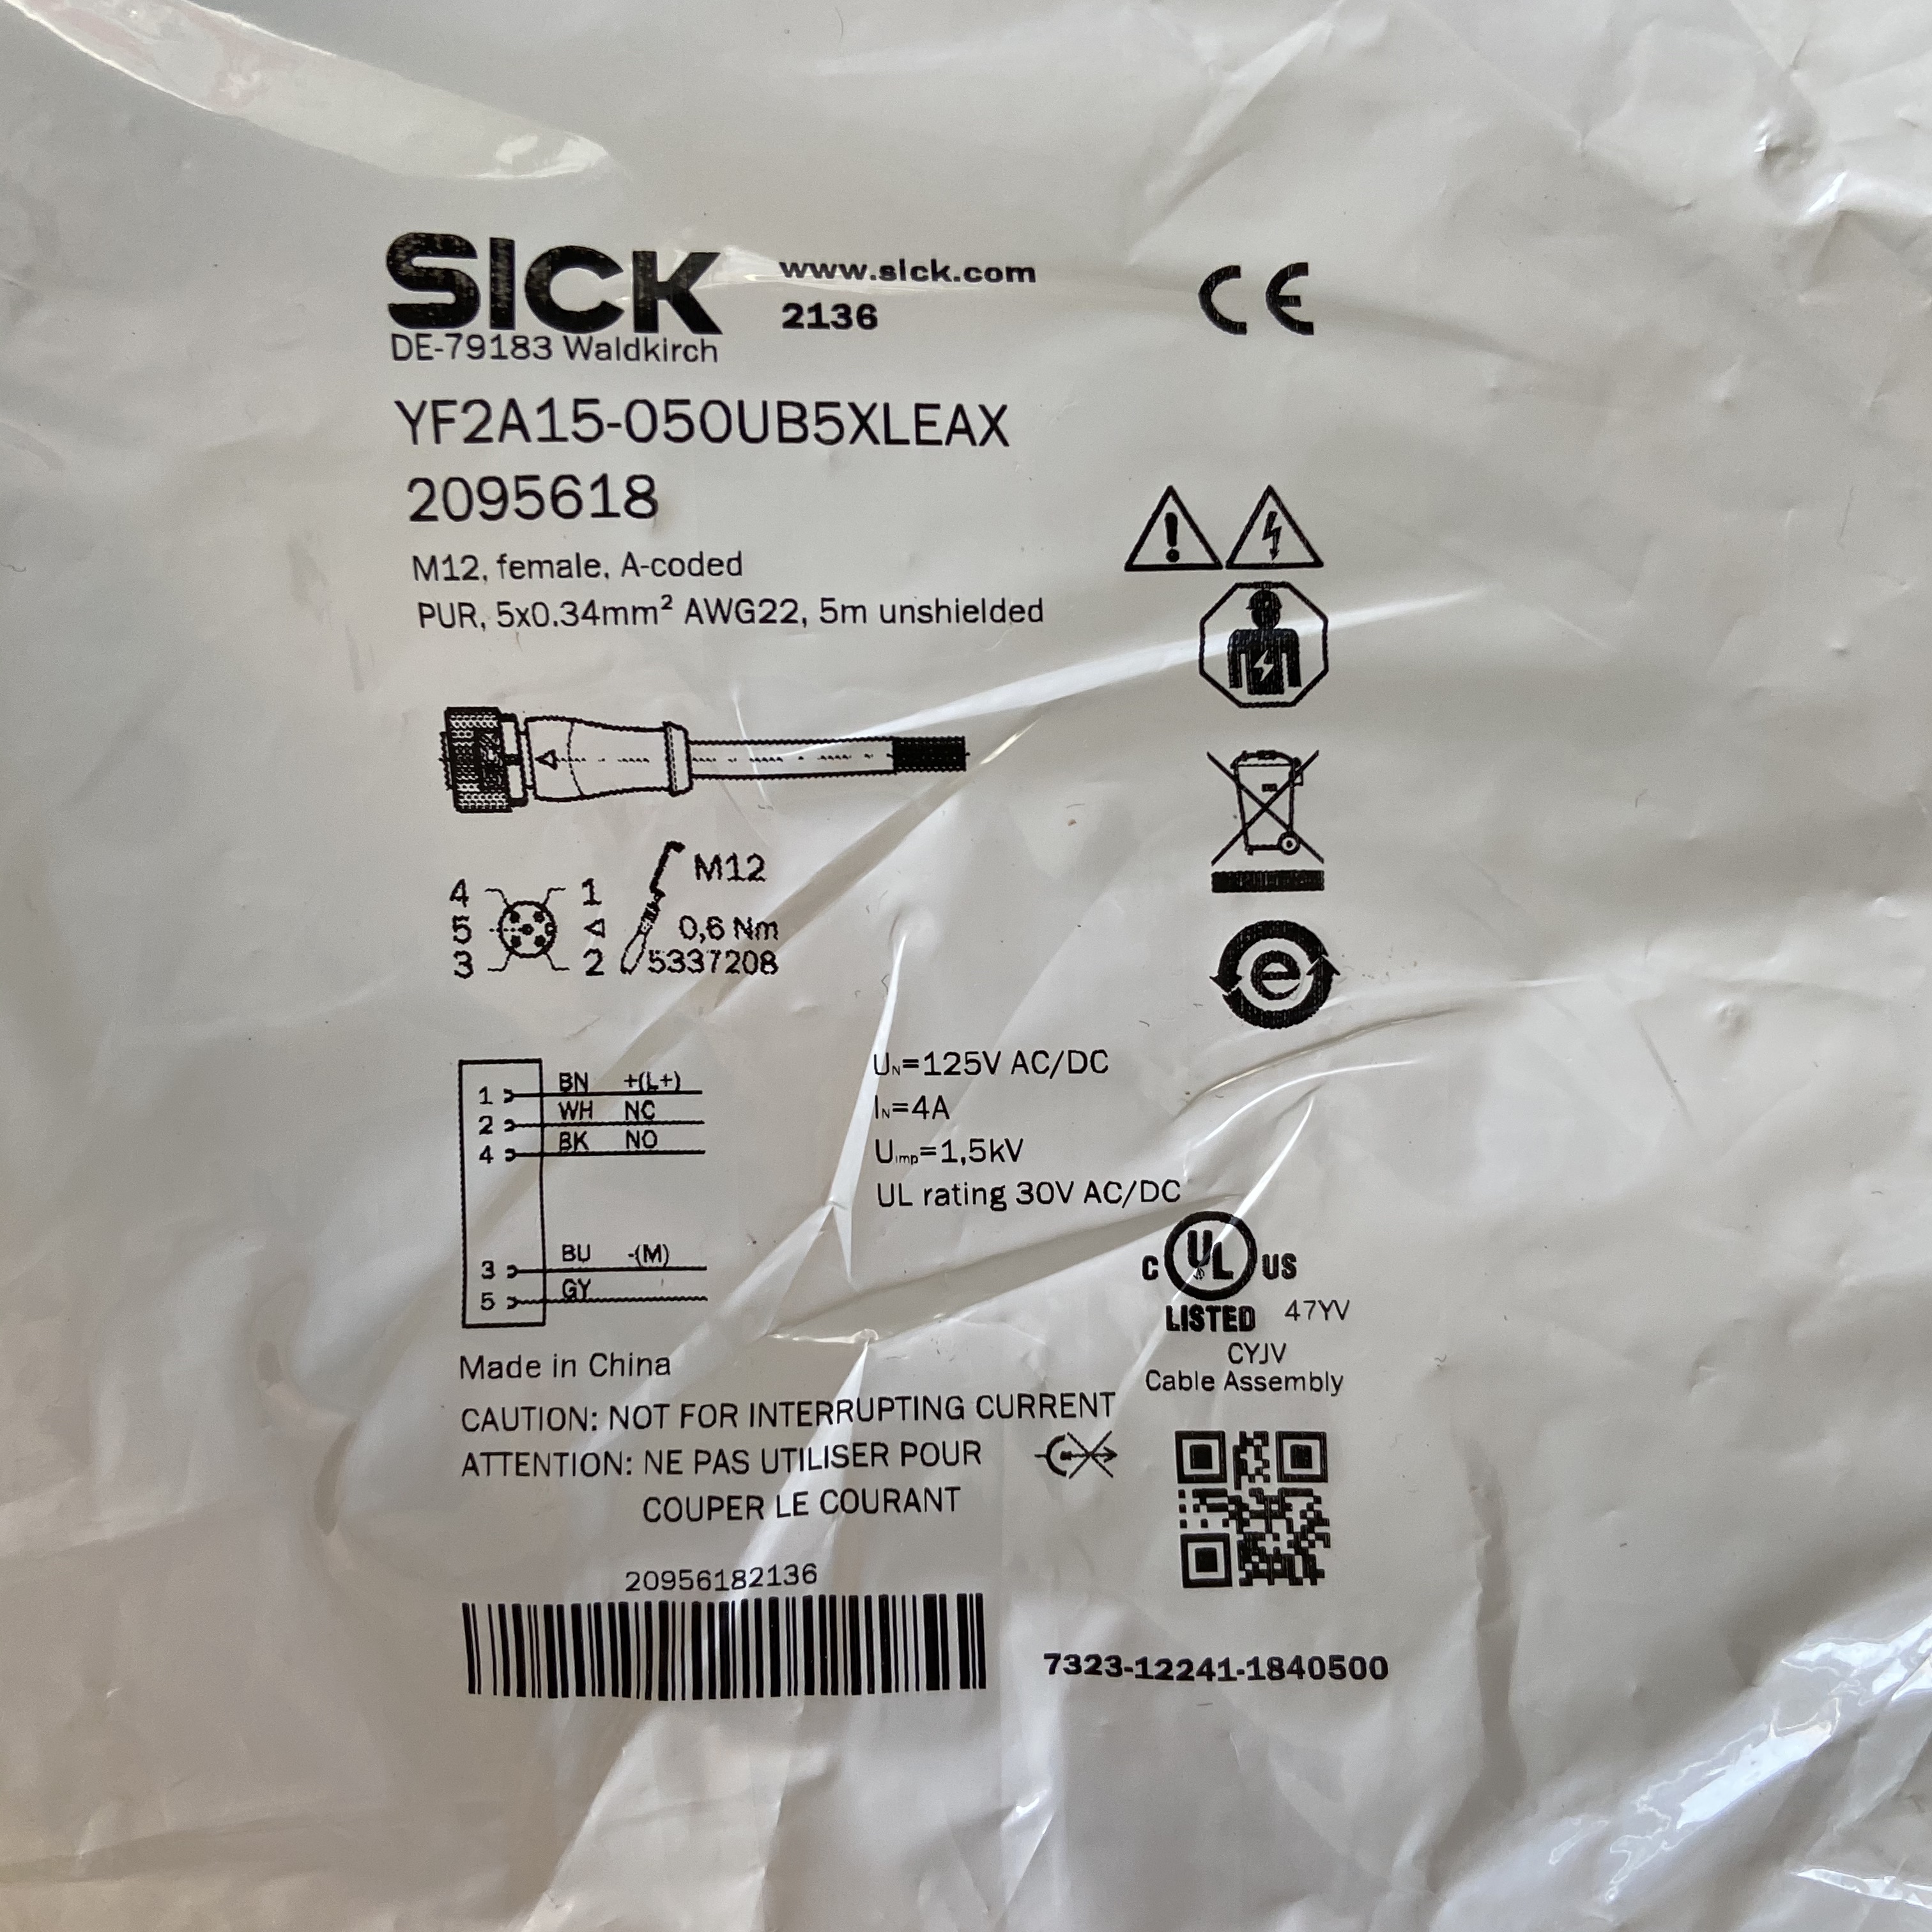 SICK www.sick.com
2136
CE
DE-79183 Waldkirch
YF2A15-050UB5XLEAX
2095618
M12, female, A-coded
PUR, 5x0.34mm² AWG22, 5m unshielded
M12
4 1
5 0,6 Nm
3 2 5337208
e
1 BN +(L+)
2 WH NC
4 BK NO
3 BU -(M)
5 GY
UN=125V AC/DC
IN=4A
Uimp=1,5kV
UL rating 30V AC/DC
C UL US
LISTED 47YV
CYJV
Cable Assembly
Made in China
CAUTION: NOT FOR INTERRUPTING CURRENT
ATTENTION: NE PAS UTILISER POUR
COUPER LE COURANT
20956182136
7323-12241-1840500